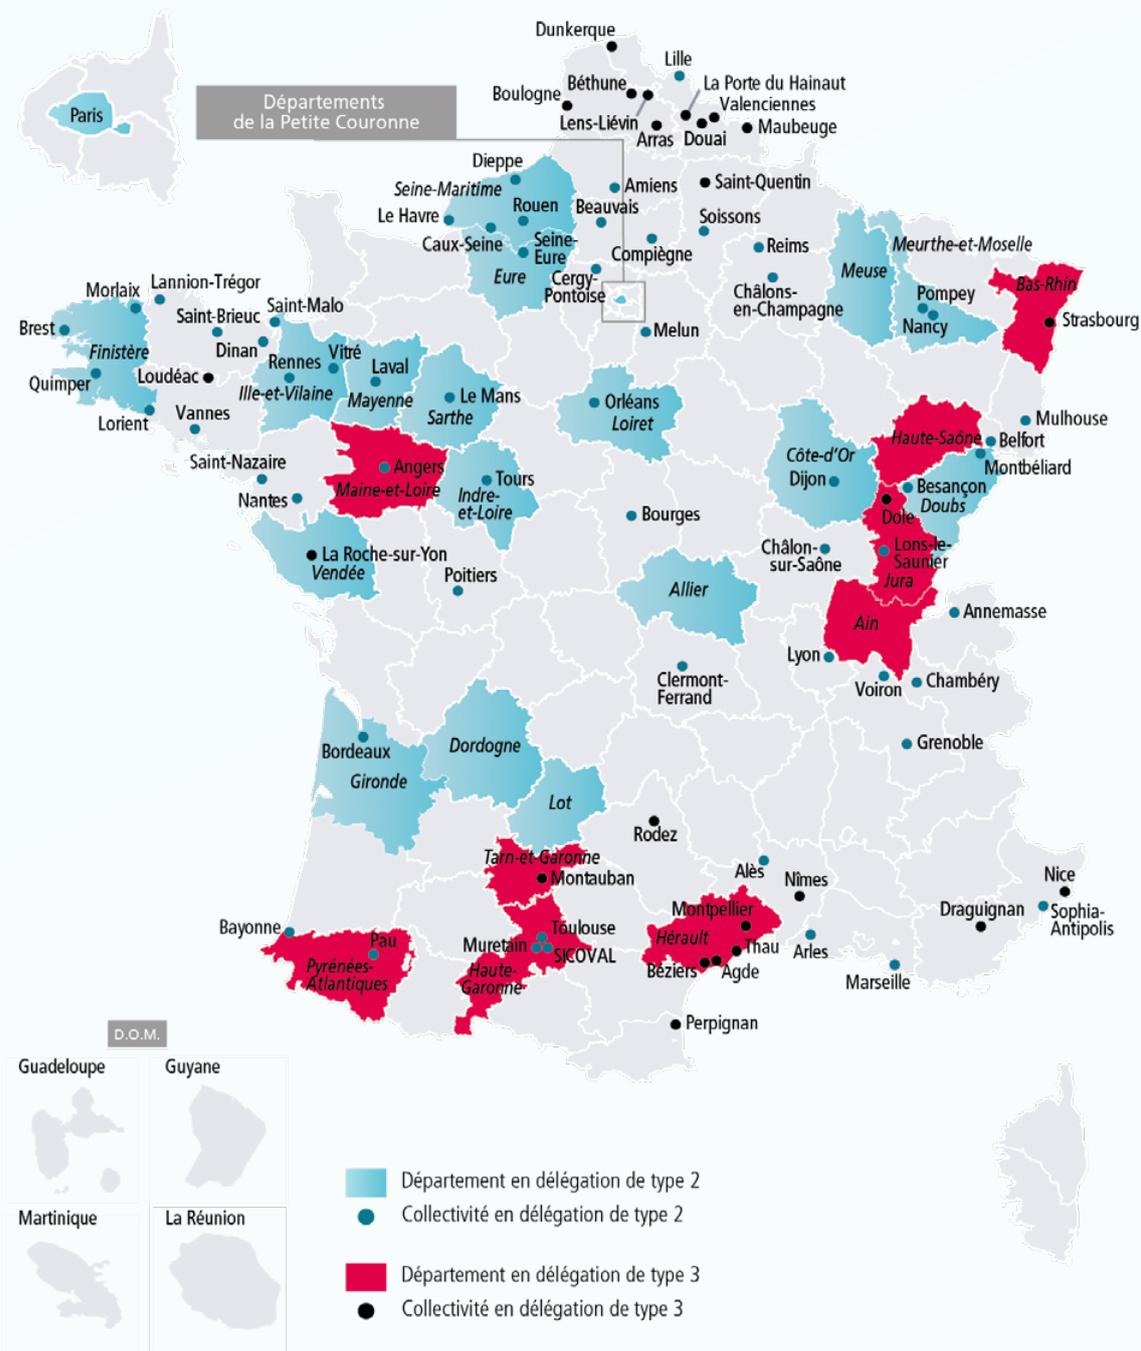 Paris
Départements
de la Petite Couronne
Dunkerque
Lille
Béthune
La Porte du Hainaut
Boulogne
Valenciennes
Lens-Liévin
Arras
Douai
Maubeuge
Dieppe
Seine-Maritime
Amiens
Saint-Quentin
Le Havre
Rouen
Beauvais
Soissons
Caux-Seine
Seine-
Eure
Compiègne
Reims
Eure
Cergy-
Pontoise
Châlons-
en-Champagne
Meuse
Meurthe-et-Moselle
Pompey
Nancy
Bas-Rhin
Strasbourg
Melun
Morlaix
Lannion-Trégor
Saint-Malo
Saint-Brieuc
Brest
Finistère
Dinan
Rennes
Vitré
Laval
Quimper
Loudéac
Ille-et-Vilaine
Mayenne
Le Mans
Sarthe
Lorient
Vannes
Orléans
Loiret
Saint-Nazaire
Angers
Maine-et-Loire
Nantes
Tours
Indre-
et-Loire
Côte-d'Or
Dijon
Haute-Saône
Mulhouse
Belfort
Montbéliard
Besançon
Doubs
Dole
Bourges
La Roche-sur-Yon
Vendée
Poitiers
Châlon-
sur-Saône
Lons-le-
Saunier
Jura
Allier
Ain
Annemasse
Lyon
Voiron
Chambéry
Clermont-
Ferrand
Grenoble
Bordeaux
Gironde
Dordogne
Lot
Rodez
Tarn-et-Garonne
Montauban
Alès
Nîmes
Nice
Draguignan
Sophia-
Antipolis
Bayonne
Pau
Pyrénées-
Atlantiques
Muretain
Toulouse
SICOVAL
Haute-
Garonne
Montpellier
Hérault
Thau
Béziers
Agde
Arles
Marseille
Perpignan
D.O.M.
Guadeloupe
Guyane
Martinique
La Réunion
Département en délégation de type 2
Collectivité en délégation de type 2
Département en délégation de type 3
Collectivité en délégation de type 3